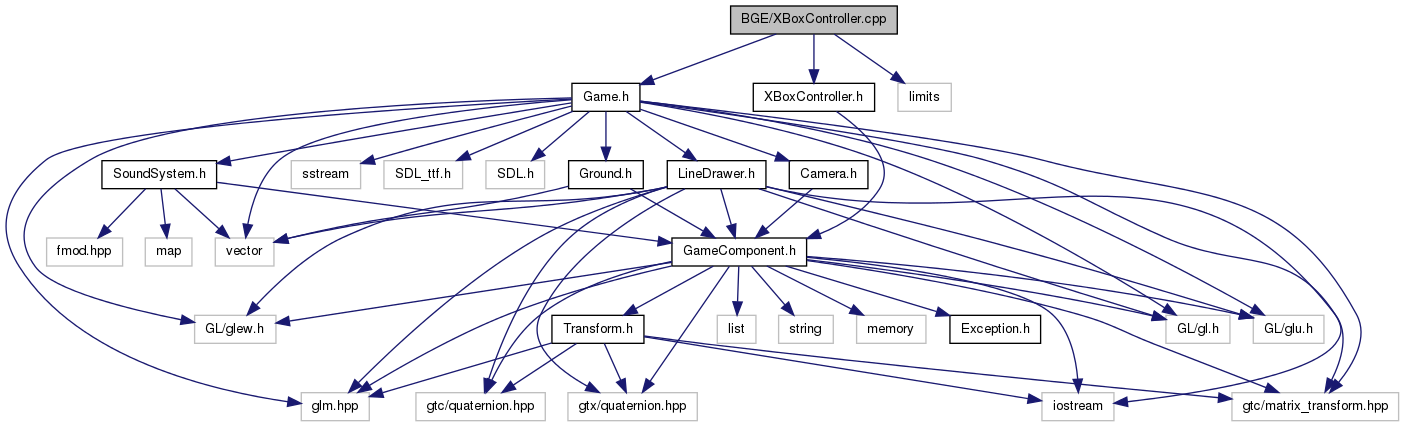 BGE/XBoxController.cpp
Game.h
XBoxController.h
limits
SoundSystem.h
sstream
SDL_ttf.h
SDL.h
Ground.h
LineDrawer.h
Camera.h
fmod.hpp
map
vector
GameComponent.h
GL/glew.h
Transform.h
list
string
memory
Exception.h
GL/gl.h
GL/glu.h
glm.hpp
gtc/quaternion.hpp
gtx/quaternion.hpp
iostream
gtc/matrix_transform.hpp